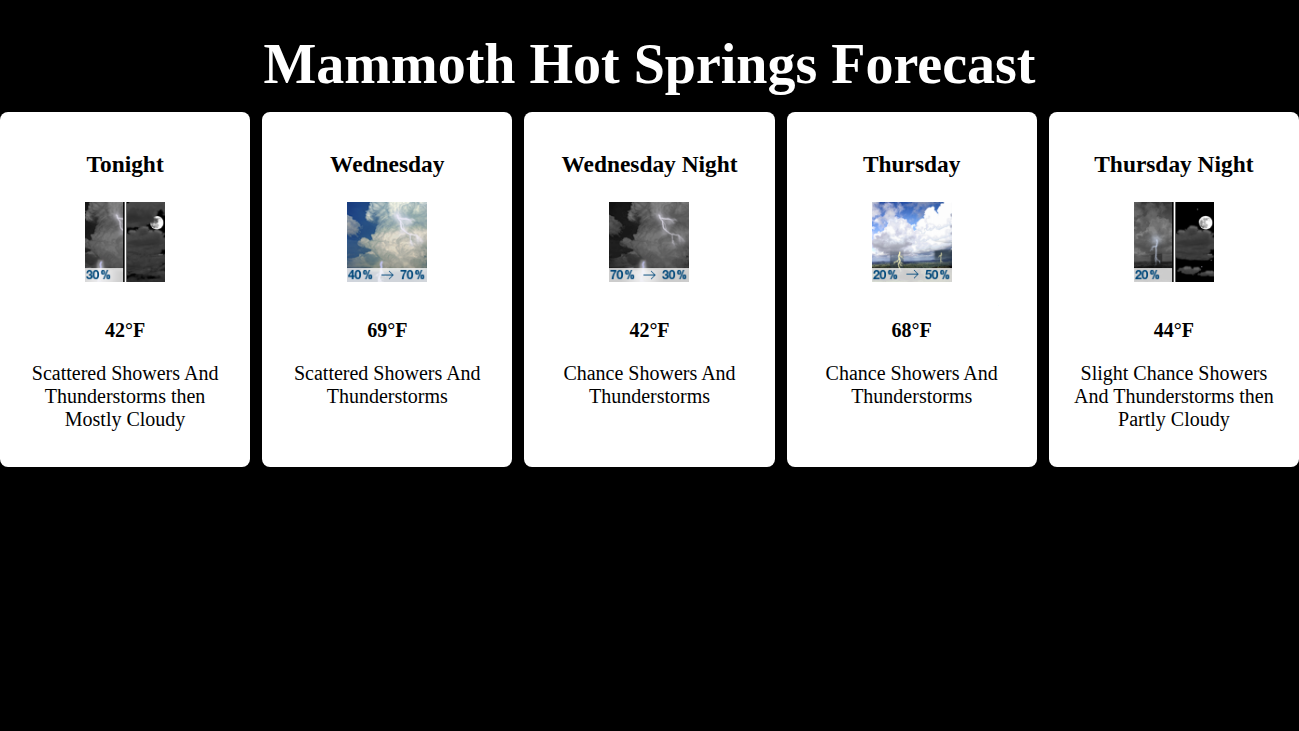 Mammoth Hot Springs Forecast
Tonight
30%
42°F
Scattered Showers And
Thunderstorms then
Mostly Cloudy
Wednesday
40% → 70%
69°F
Scattered Showers And
Thunderstorms
Wednesday Night
70% → 30%
42°F
Chance Showers And
Thunderstorms
Thursday
20% → 50%
68°F
Chance Showers And
Thunderstorms
Thursday Night
20%
44°F
Slight Chance Showers
And Thunderstorms then
Partly Cloudy